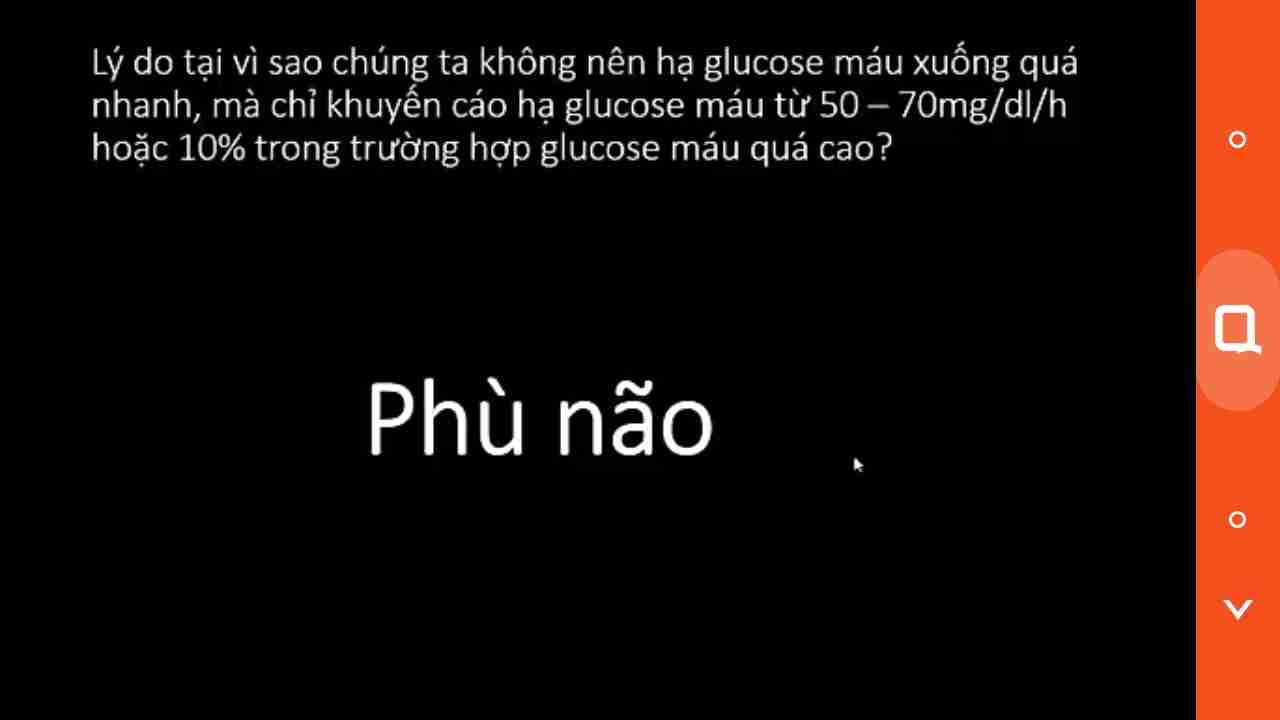 Lý do tại vì sao chúng ta không nên hạ glucose máu xuống quá
nhanh, mà chỉ khuyến cáo hạ glucose máu từ 50 – 70mg/dl/h
hoặc 10% trong trường hợp glucose máu quá cao?
Phù não